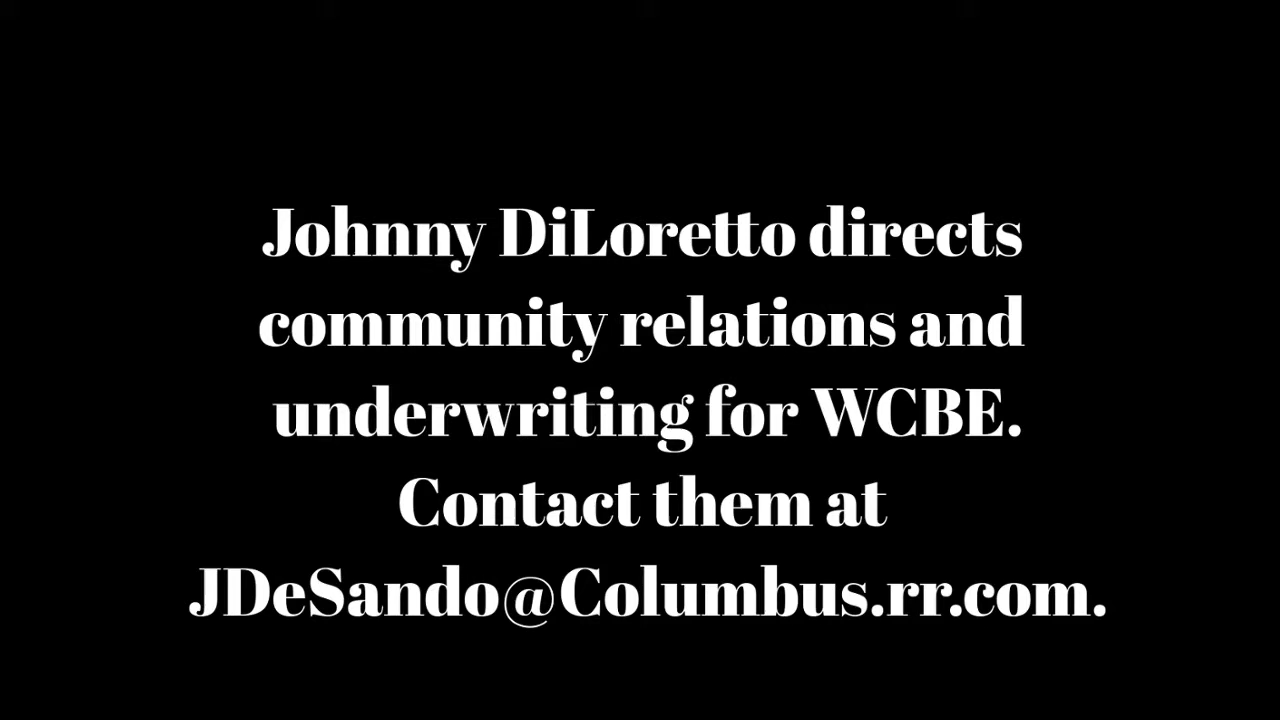 Johnny DiLoretto directs
community relations and
underwriting for WCBE.
Contact them at
JDeSando@Columbus.rr.com.